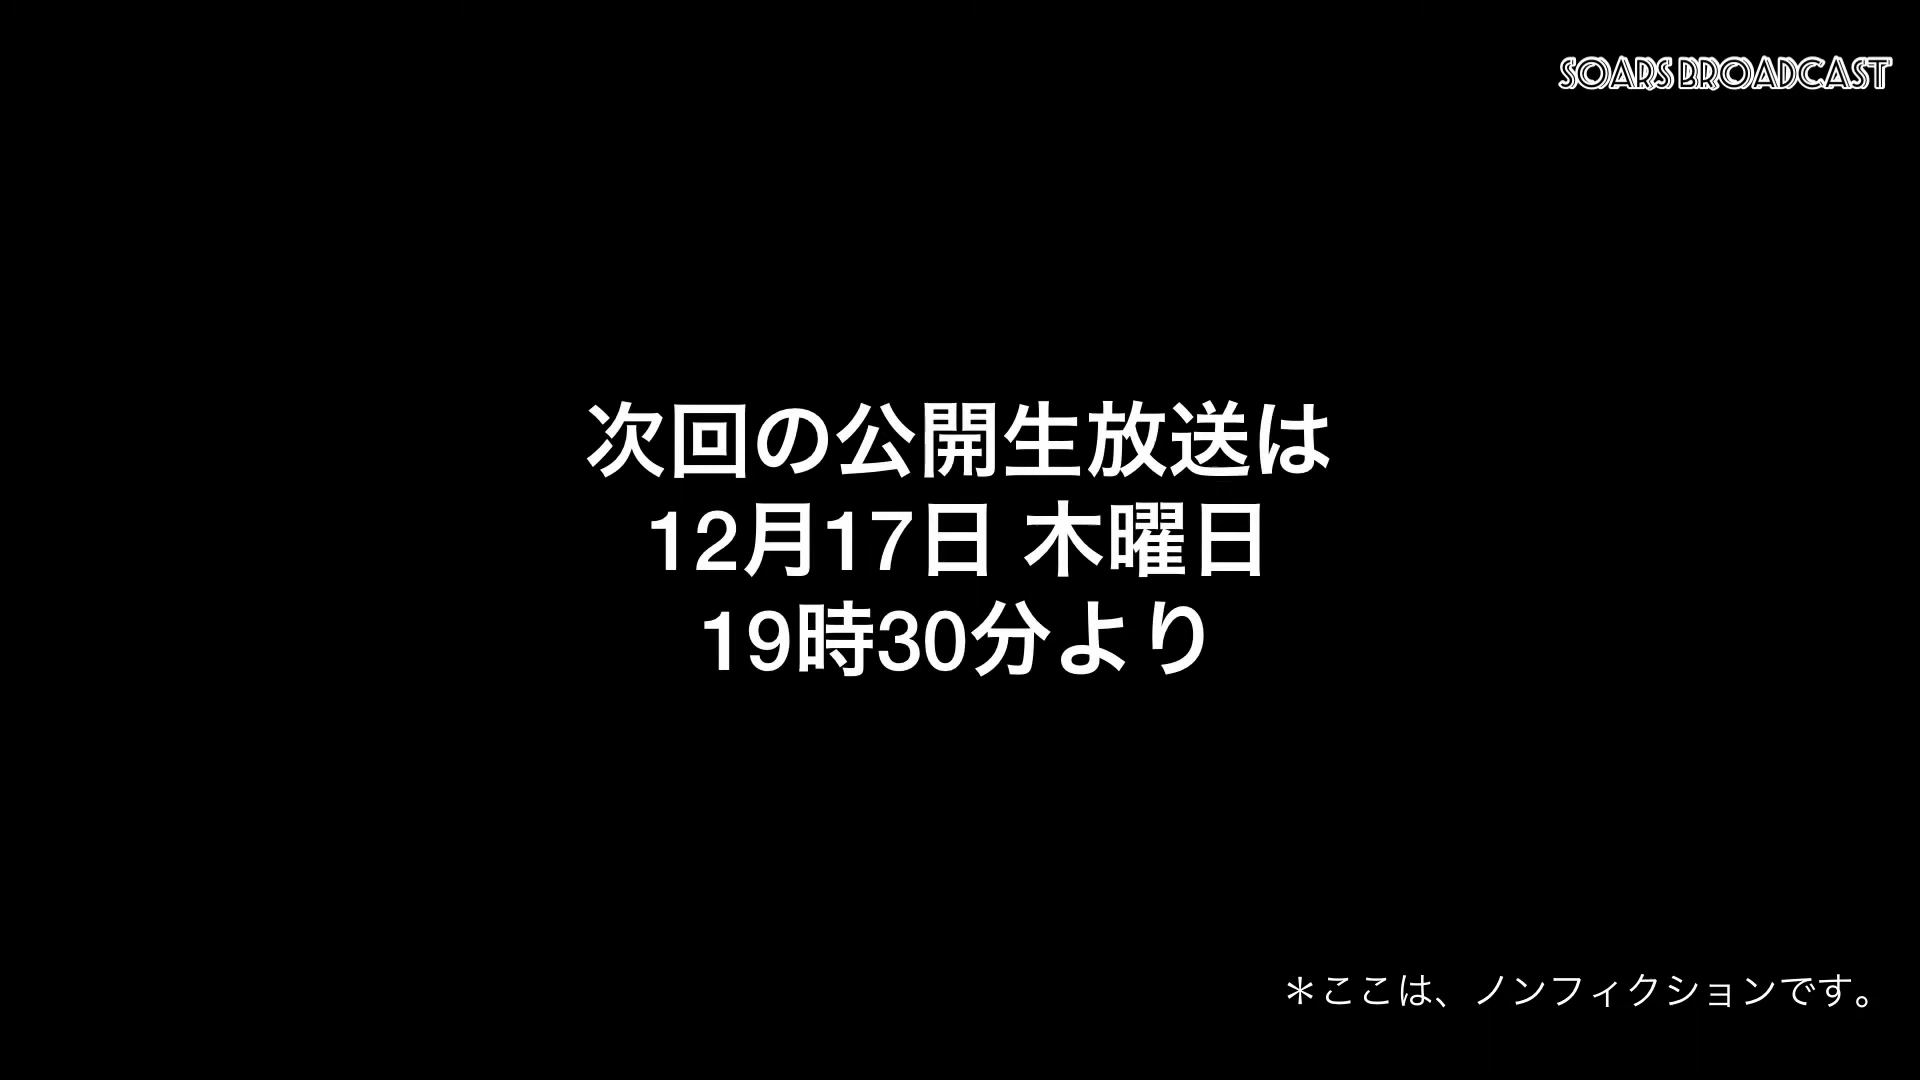 SOARS BROADCAST
次回の公開生放送は
12月17日 木曜日
19時30分より
＊ここは、ノンフィクションです。